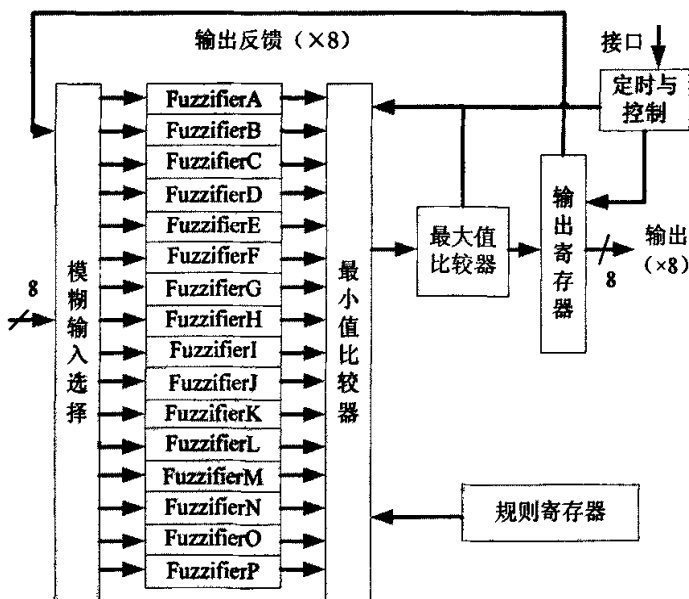 输出反馈（×8）
接口
定时与
控制
FuzzifierA
FuzzifierB
FuzzifierC
FuzzifierD
FuzzifierE
FuzzifierF
FuzzifierG
FuzzifierH
FuzzifierI
FuzzifierJ
FuzzifierK
FuzzifierL
FuzzifierM
FuzzifierN
FuzzifierO
FuzzifierP
8
模糊输入选择
最小值比较器
最大值
比较器
输出寄存器
8
输出
（×8）
规则寄存器